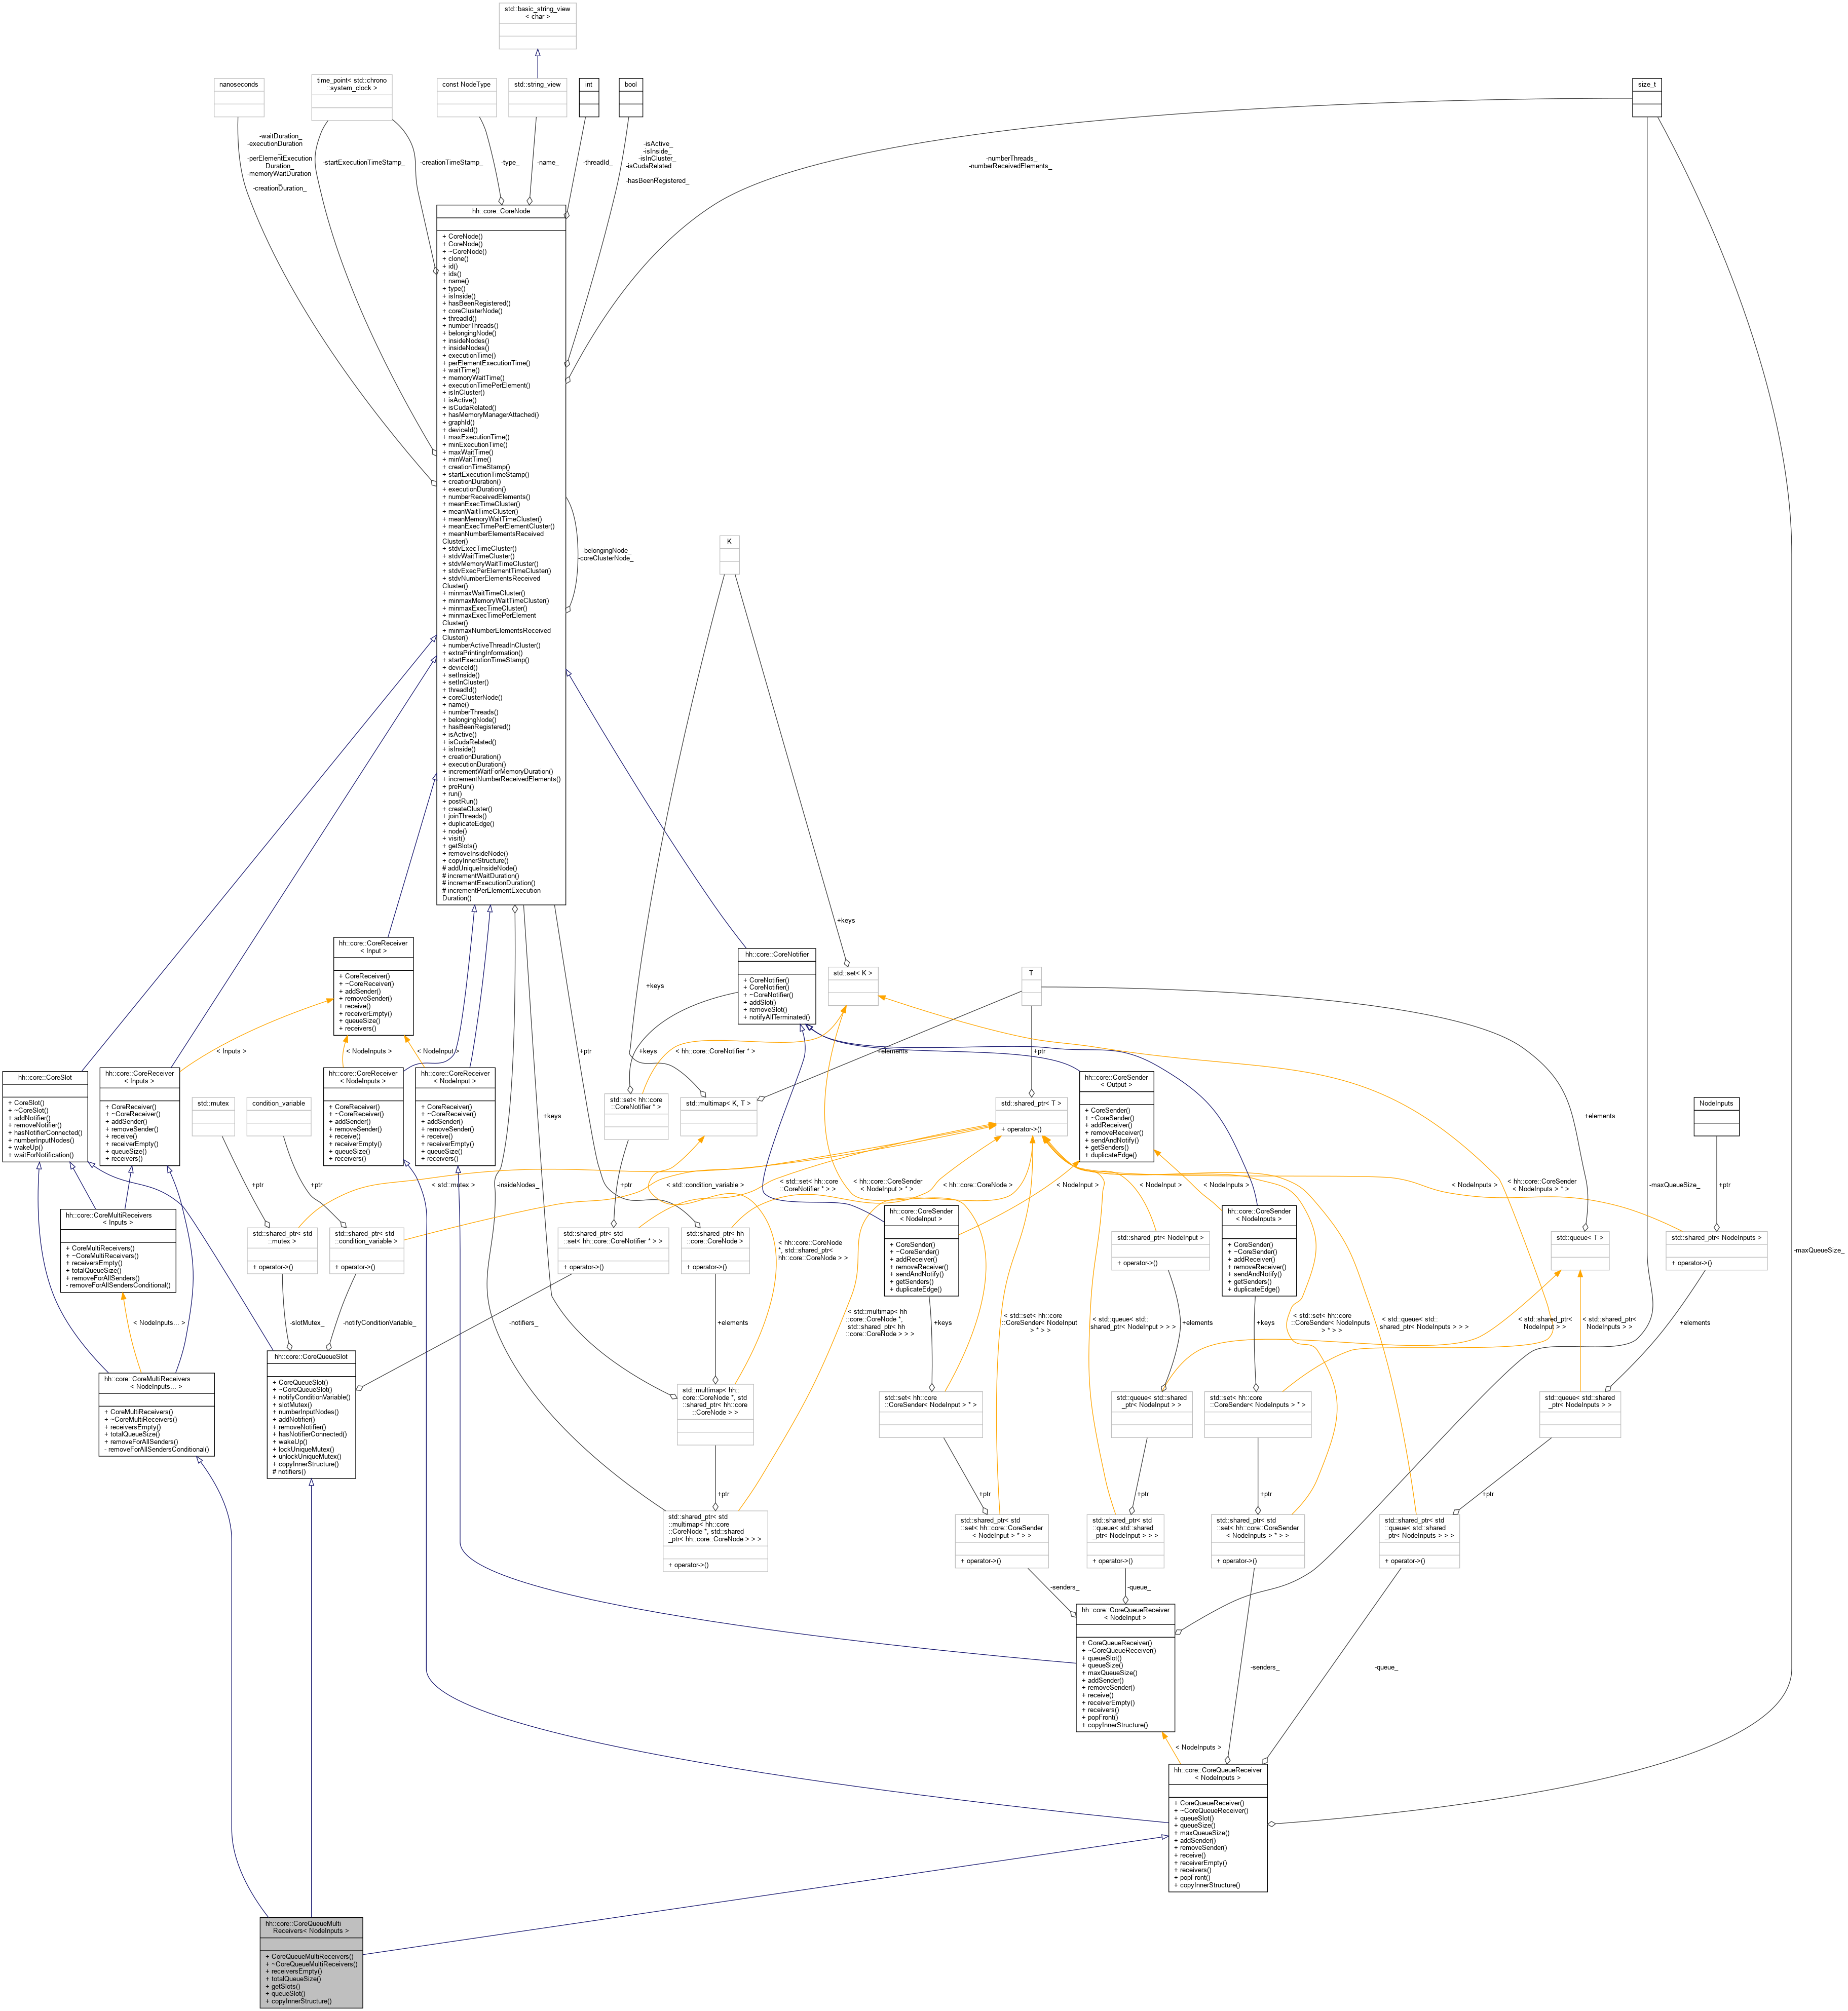 std::basic_string_view
< char >
nanoseconds
time_point< std::chrono
::system_clock >
const NodeType
std::string_view
int
bool
size_t
-waitDuration_
-executionDuration
_
-perElementExecution
Duration_
-memoryWaitDuration
_
-creationDuration_
-startExecutionTimeStamp_
-creationTimeStamp_
-type_
-name_
-threadId_
-isActive_
-isInside_
-isInCluster_
-isCudaRelated
_
-hasBeenRegistered_
-numberThreads_
-numberReceivedElements_
hh::core::CoreNode
+ CoreNode()
+ CoreNode()
+ ~CoreNode()
+ clone()
+ id()
+ ids()
+ name()
+ type()
+ isInside()
+ hasBeenRegistered()
+ coreClusterNode()
+ threadId()
+ numberThreads()
+ belongingNode()
+ insideNodes()
+ insideNodes()
+ executionTime()
+ perElementExecutionTime()
+ waitTime()
+ memoryWaitTime()
+ executionTimePerElement()
+ isInCluster()
+ isActive()
+ isCudaRelated()
+ hasMemoryManagerAttached()
+ graphId()
+ deviceId()
+ maxExecutionTime()
+ minExecutionTime()
+ maxWaitTime()
+ minWaitTime()
+ creationTimeStamp()
+ startExecutionTimeStamp()
+ creationDuration()
+ executionDuration()
+ numberReceivedElements()
+ meanExecTimeCluster()
+ meanWaitTimeCluster()
+ meanMemoryWaitTimeCluster()
+ meanExecTimePerElementCluster()
+ meanNumberElementsReceived
Cluster()
+ stdvExecTimeCluster()
+ stdvWaitTimeCluster()
+ stdvMemoryWaitTimeCluster()
+ stdvExecPerElementTimeCluster()
+ stdvNumberElementsReceived
Cluster()
+ minmaxWaitTimeCluster()
+ minmaxMemoryWaitTimeCluster()
+ minmaxExecTimeCluster()
+ minmaxExecTimePerElement
Cluster()
+ minmaxNumberElementsReceived
Cluster()
+ numberActiveThreadInCluster()
+ extraPrintingInformation()
+ startExecutionTimeStamp()
+ deviceId()
+ setInside()
+ setInCluster()
+ threadId()
+ coreClusterNode()
+ name()
+ numberThreads()
+ belongingNode()
+ hasBeenRegistered()
+ isActive()
+ isCudaRelated()
+ isInside()
+ creationDuration()
+ executionDuration()
+ incrementWaitForMemoryDuration()
+ incrementNumberReceivedElements()
+ preRun()
+ run()
+ postRun()
+ createCluster()
+ joinThreads()
+ duplicateEdge()
+ node()
+ visit()
+ getSlots()
+ removeInsideNode()
+ copyInnerStructure()
# addUniqueInsideNode()
# incrementWaitDuration()
# incrementExecutionDuration()
# incrementPerElementExecution
Duration()
-belongingNode_
-coreClusterNode_
K
+keys
hh::core::CoreReceiver
< Input >
+ CoreReceiver()
+ ~CoreReceiver()
+ addSender()
+ removeSender()
+ receive()
+ receiverEmpty()
+ queueSize()
+ receivers()
hh::core::CoreNotifier
+ CoreNotifier()
+ CoreNotifier()
+ ~CoreNotifier()
+ addSlot()
+ removeSlot()
+ notifyAllTerminated()
std::set< K >
T
+keys
< Inputs >
< NodeInputs >
< NodeInput >
+ptr
+keys
< hh::core::CoreNotifier * >
+elements
+ptr
hh::core::CoreSlot
+ CoreSlot()
+ ~CoreSlot()
+ addNotifier()
+ removeNotifier()
+ hasNotifierConnected()
+ numberInputNodes()
+ wakeUp()
+ waitForNotification()
hh::core::CoreReceiver
< Inputs >
+ CoreReceiver()
+ ~CoreReceiver()
+ addSender()
+ removeSender()
+ receive()
+ receiverEmpty()
+ queueSize()
+ receivers()
std::mutex
condition_variable
hh::core::CoreReceiver
< NodeInputs >
+ CoreReceiver()
+ ~CoreReceiver()
+ addSender()
+ removeSender()
+ receive()
+ receiverEmpty()
+ queueSize()
+ receivers()
hh::core::CoreReceiver
< NodeInput >
+ CoreReceiver()
+ ~CoreReceiver()
+ addSender()
+ removeSender()
+ receive()
+ receiverEmpty()
+ queueSize()
+ receivers()
+keys
std::set< hh::core
::CoreNotifier * >
std::multimap< K, T >
std::shared_ptr< T >
+ operator->()
hh::core::CoreSender
< Output >
+ CoreSender()
+ ~CoreSender()
+ addReceiver()
+ removeReceiver()
+ sendAndNotify()
+ getSenders()
+ duplicateEdge()
+elements
NodeInputs
+ptr
+ptr
< std::mutex >
-insideNodes_
+ptr
< std::condition_variable >
< std::set< hh::core
::CoreNotifier * > >
< hh::core::CoreSender
< NodeInput > * >
< hh::core::CoreNode >
< NodeInput >
< NodeInput >
< NodeInputs >
< NodeInputs >
< hh::core::CoreSender
< NodeInputs > * >
-maxQueueSize_
+ptr
hh::core::CoreMultiReceivers
< Inputs >
+ CoreMultiReceivers()
+ ~CoreMultiReceivers()
+ receiversEmpty()
+ totalQueueSize()
+ removeForAllSenders()
- removeForAllSendersConditional()
std::shared_ptr< std
::mutex >
+ operator->()
std::shared_ptr< std
::condition_variable >
+ operator->()
std::shared_ptr< std
::set< hh::core::CoreNotifier * > >
+ operator->()
std::shared_ptr< hh
::core::CoreNode >
+ operator->()
< hh::core::CoreNode
*, std::shared_ptr<
hh::core::CoreNode > >
hh::core::CoreSender
< NodeInput >
+ CoreSender()
+ ~CoreSender()
+ addReceiver()
+ removeReceiver()
+ sendAndNotify()
+ getSenders()
+ duplicateEdge()
std::shared_ptr< NodeInput >
+ operator->()
hh::core::CoreSender
< NodeInputs >
+ CoreSender()
+ ~CoreSender()
+ addReceiver()
+ removeReceiver()
+ sendAndNotify()
+ getSenders()
+ duplicateEdge()
std::queue< T >
std::shared_ptr< NodeInputs >
+ operator->()
-maxQueueSize_
< NodeInputs... >
-slotMutex_
-notifyConditionVariable_
-notifiers_
+elements
< std::multimap< hh
::core::CoreNode *,
std::shared_ptr< hh
::core::CoreNode > > >
+keys
< std::set< hh::core
::CoreSender< NodeInput
> * > >
< std::queue< std::
shared_ptr< NodeInput > > >
+elements
+keys
< std::set< hh::core
::CoreSender< NodeInputs
> * > >
< std::queue< std::
shared_ptr< NodeInputs > > >
< std::shared_ptr<
NodeInput > >
< std::shared_ptr<
NodeInputs > >
+elements
hh::core::CoreMultiReceivers
< NodeInputs... >
+ CoreMultiReceivers()
+ ~CoreMultiReceivers()
+ receiversEmpty()
+ totalQueueSize()
+ removeForAllSenders()
- removeForAllSendersConditional()
hh::core::CoreQueueSlot
+ CoreQueueSlot()
+ ~CoreQueueSlot()
+ notifyConditionVariable()
+ slotMutex()
+ numberInputNodes()
+ addNotifier()
+ removeNotifier()
+ hasNotifierConnected()
+ wakeUp()
+ lockUniqueMutex()
+ unlockUniqueMutex()
+ copyInnerStructure()
# notifiers()
std::multimap< hh::
core::CoreNode *, std
::shared_ptr< hh::core
::CoreNode > >
std::set< hh::core
::CoreSender< NodeInput > * >
std::queue< std::shared
_ptr< NodeInput > >
std::set< hh::core
::CoreSender< NodeInputs > * >
std::queue< std::shared
_ptr< NodeInputs > >
+ptr
+ptr
+ptr
+ptr
+ptr
std::shared_ptr< std
::multimap< hh::core
::CoreNode *, std::shared
_ptr< hh::core::CoreNode > > >
+ operator->()
std::shared_ptr< std
::set< hh::core::CoreSender
< NodeInput > * > >
+ operator->()
std::shared_ptr< std
::queue< std::shared
_ptr< NodeInput > > >
+ operator->()
std::shared_ptr< std
::set< hh::core::CoreSender
< NodeInputs > * > >
+ operator->()
std::shared_ptr< std
::queue< std::shared
_ptr< NodeInputs > > >
+ operator->()
-senders_
-queue_
hh::core::CoreQueueReceiver
< NodeInput >
+ CoreQueueReceiver()
+ ~CoreQueueReceiver()
+ queueSlot()
+ queueSize()
+ maxQueueSize()
+ addSender()
+ removeSender()
+ receive()
+ receiverEmpty()
+ receivers()
+ popFront()
+ copyInnerStructure()
-senders_
-queue_
< NodeInputs >
hh::core::CoreQueueReceiver
< NodeInputs >
+ CoreQueueReceiver()
+ ~CoreQueueReceiver()
+ queueSlot()
+ queueSize()
+ maxQueueSize()
+ addSender()
+ removeSender()
+ receive()
+ receiverEmpty()
+ receivers()
+ popFront()
+ copyInnerStructure()
hh::core::CoreQueueMulti
Receivers< NodeInputs >
+ CoreQueueMultiReceivers()
+ ~CoreQueueMultiReceivers()
+ receiversEmpty()
+ totalQueueSize()
+ getSlots()
+ queueSlot()
+ copyInnerStructure()